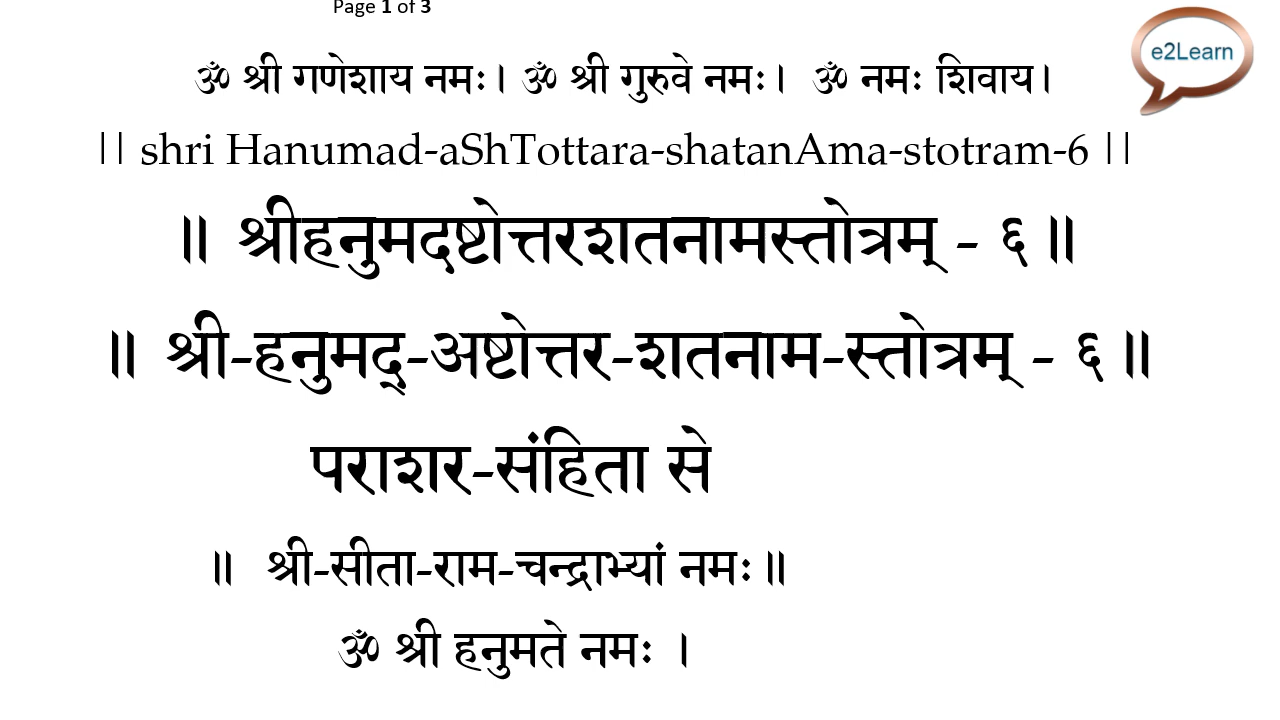 Page 1 of 3
e2Learn
ॐ श्री गणेशाय नमः। ॐ श्री गुरुवे नमः। ॐ नमः शिवाय।
|| shri Hanumad-aShTottara-shatanAma-stotram-6 ||
॥ श्रीहनुमदष्टोत्तरशतनामस्तोत्रम् - ६॥
॥ श्री-हनुमद्-अष्टोत्तर-शतनाम-स्तोत्रम् - ६॥
पराशर-संहिता से
॥ श्री-सीता-राम-चन्द्राभ्यां नमः॥
ॐ श्री हनुमते नमः ।